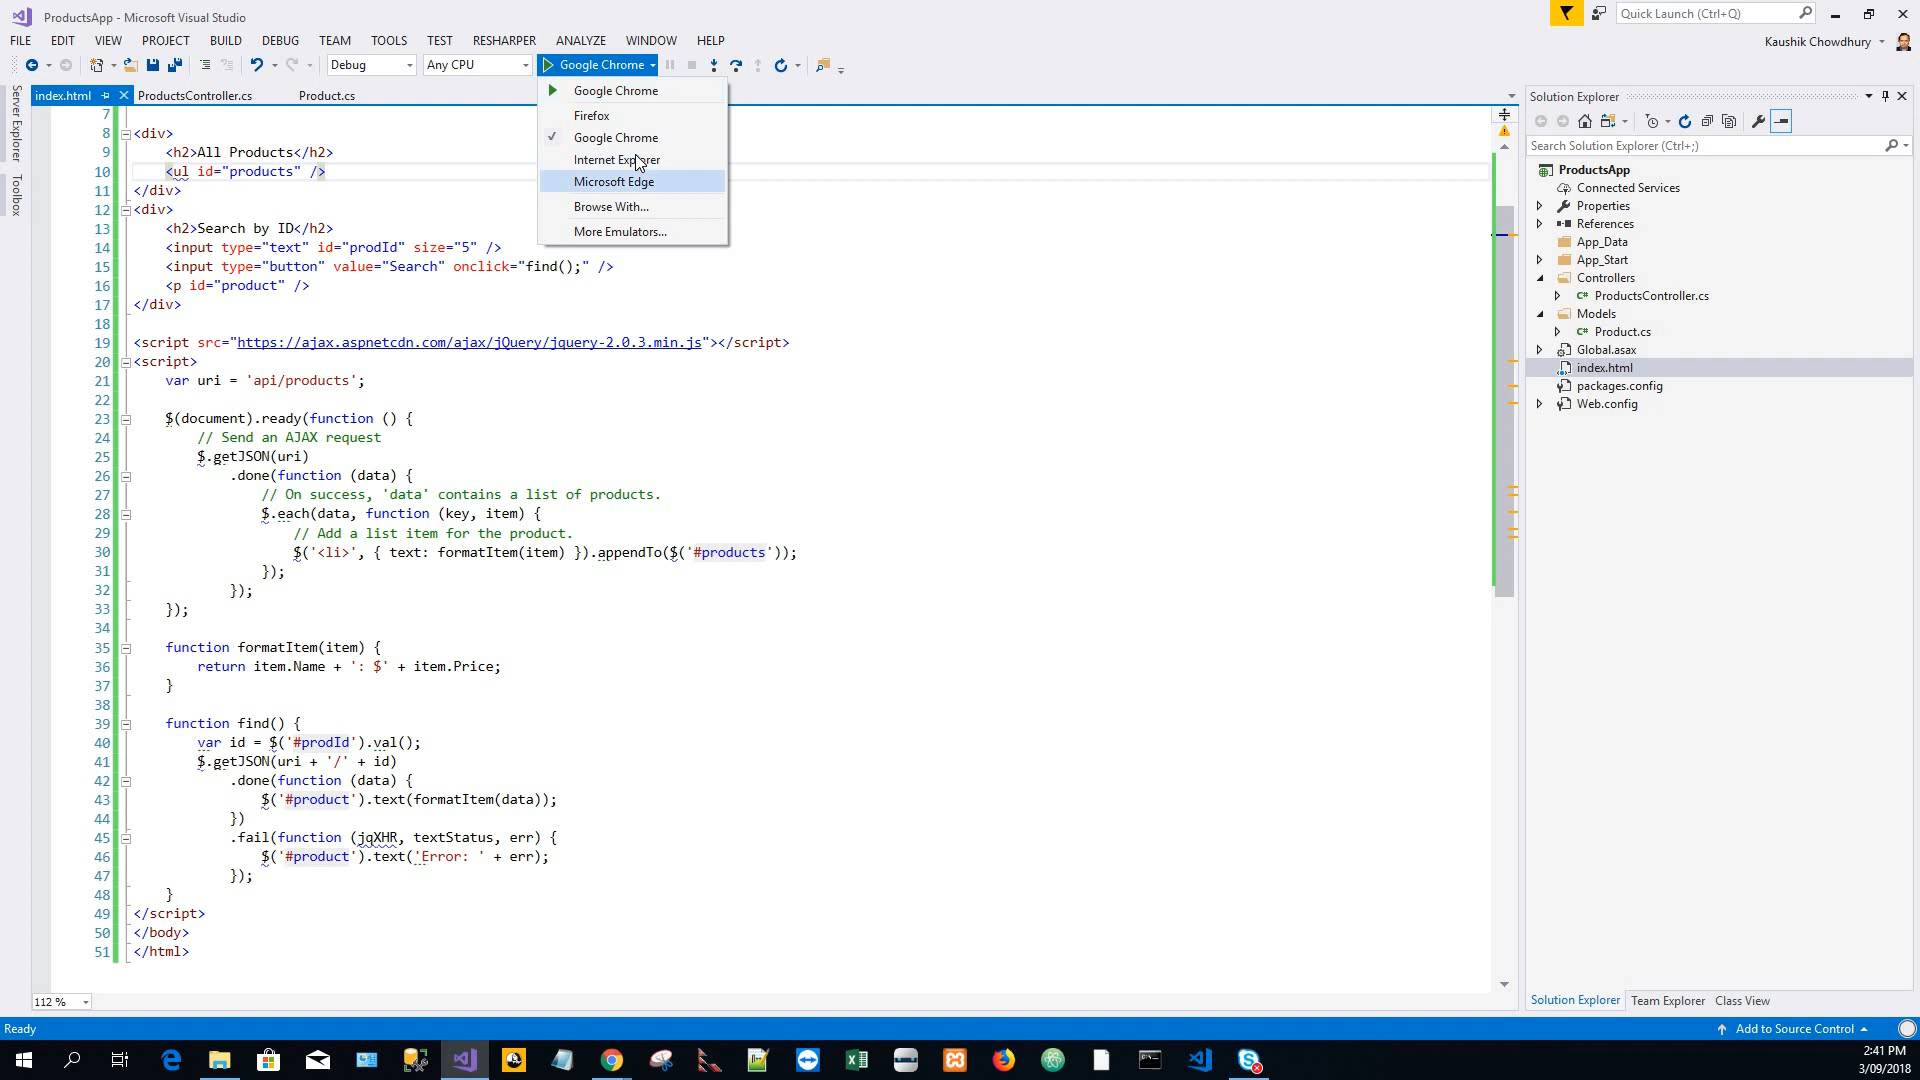 ProductsApp - Microsoft Visual Studio
Quick Launch (Ctrl+Q)
FILE EDIT VIEW PROJECT BUILD DEBUG TEAM TOOLS TEST RESHARPER ANALYZE WINDOW HELP
Kaushik Chowdhury
Debug Any CPU Google Chrome
Server Explorer
Toolbox
index.html ProductsController.cs Product.cs
Google Chrome
Firefox
Google Chrome
Internet Explorer
Microsoft Edge
Browse With...
More Emulators...
7
8 <div>
9 <h2>All Products</h2>
10 <ul id="products" />
11 </div>
12 <div>
13 <h2>Search by ID</h2>
14 <input type="text" id="prodId" size="5" />
15 <input type="button" value="Search" onclick="find();" />
16 <p id="product" />
17 </div>
18
19 <script src="https://ajax.aspnetcdn.com/ajax/jQuery/jquery-2.0.3.min.js"></script>
20 <script>
21 var uri = 'api/products';
22
23 $(document).ready(function () {
24 // Send an AJAX request
25 $.getJSON(uri)
26 .done(function (data) {
27 // On success, 'data' contains a list of products.
28 $.each(data, function (key, item) {
29 // Add a list item for the product.
30 $('<li>', { text: formatItem(item) }).appendTo($('#products'));
31 });
32 });
33 });
34
35 function formatItem(item) {
36 return item.Name + ': $' + item.Price;
37 }
38
39 function find() {
40 var id = $('#prodId').val();
41 $.getJSON(uri + '/' + id)
42 .done(function (data) {
43 $('#product').text(formatItem(data));
44 })
45 .fail(function (jqXHR, textStatus, err) {
46 $('#product').text('Error: ' + err);
47 });
48 }
49 </script>
50 </body>
51 </html>
112 %
Solution Explorer
Search Solution Explorer (Ctrl+;)
ProductsApp
Connected Services
Properties
References
App_Data
App_Start
Controllers
C# ProductsController.cs
Models
C# Product.cs
Global.asax
index.html
packages.config
Web.config
Solution Explorer Team Explorer Class View
Ready
Add to Source Control
2:41 PM
3/09/2018